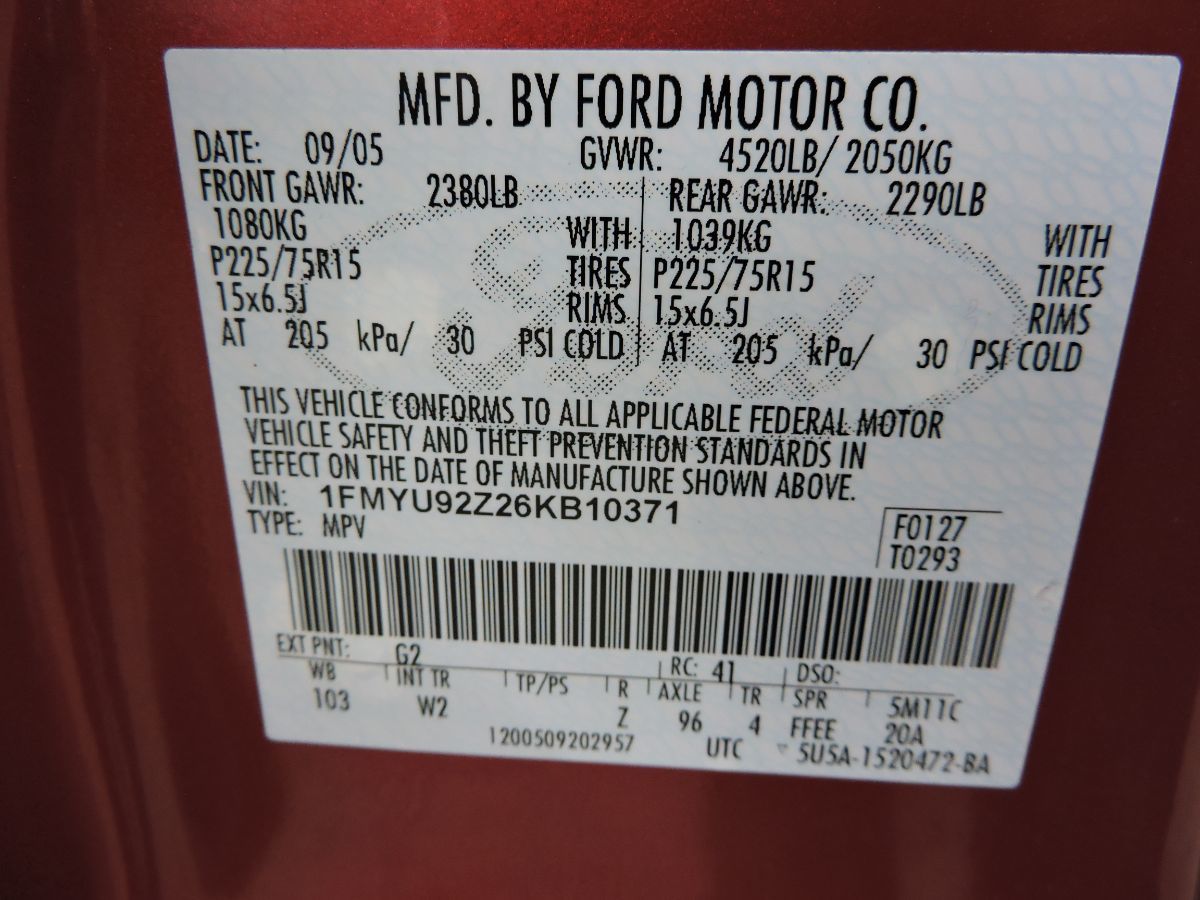 MFD. BY FORD MOTOR CO.
DATE: 09/05 GVWR: 4520LB/ 2050KG
FRONT GAWR: 2380LB REAR GAWR: 2290LB
1080KG WITH 1039KG WITH
P225/75R15 TIRES P225/75R15 TIRES
15x6.5J RIMS 15x6.5J RIMS
AT 205 kPa/ 30 PSI COLD AT 205 kPa/ 30 PSI COLD
THIS VEHICLE CONFORMS TO ALL APPLICABLE FEDERAL MOTOR
VEHICLE SAFETY AND THEFT PREVENTION STANDARDS IN
EFFECT ON THE DATE OF MANUFACTURE SHOWN ABOVE.
VIN: 1FMYU92Z26KB10371
TYPE: MPV
F0127
T0293
EXT PNT: G2 RC: 41 DSO:
WB INT TR TP/PS R AXLE TR SPR 5M11C
103 W2 Z 96 4 FFEE 20A
1200509202957 UTC 5U5A-1520472-BA